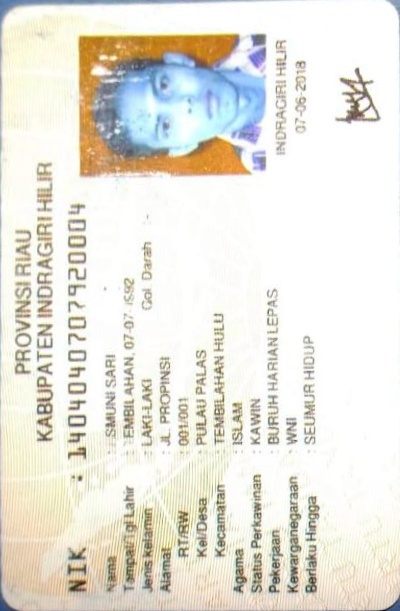 PROVINSI RIAU
KABUPATEN INDRAGIRI HILIR
NIK : 1404040707920004
Nama : SMUNI SARI
Tempat/Tgl Lahir : TEMBILAHAN, 07-07-1992
Jenis kelamin : LAKI-LAKI Gol. Darah : -
Alamat : JL PROPINSI
RT/RW : 001/001
Kel/Desa : PULAU PALAS
Kecamatan : TEMBILAHAN HULU
Agama : ISLAM
Status Perkawinan : KAWIN
Pekerjaan : BURUH HARIAN LEPAS
Kewarganegaraan : WNI
Berlaku Hingga : SEUMUR HIDUP
INDRAGIRI HILIR
07-06-2018